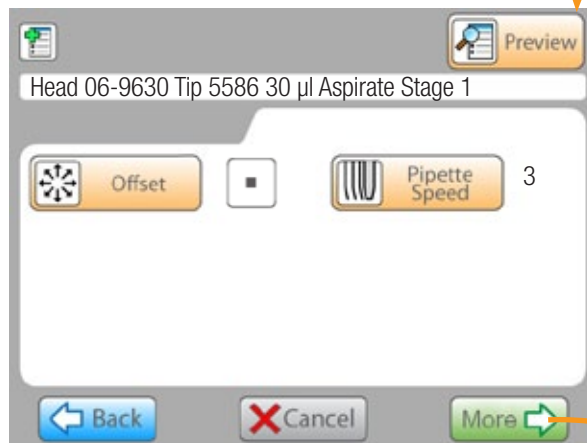 Preview
Head 06-9630 Tip 5586 30 µl Aspirate Stage 1
Offset
Pipette
Speed
3
Back
Cancel
More